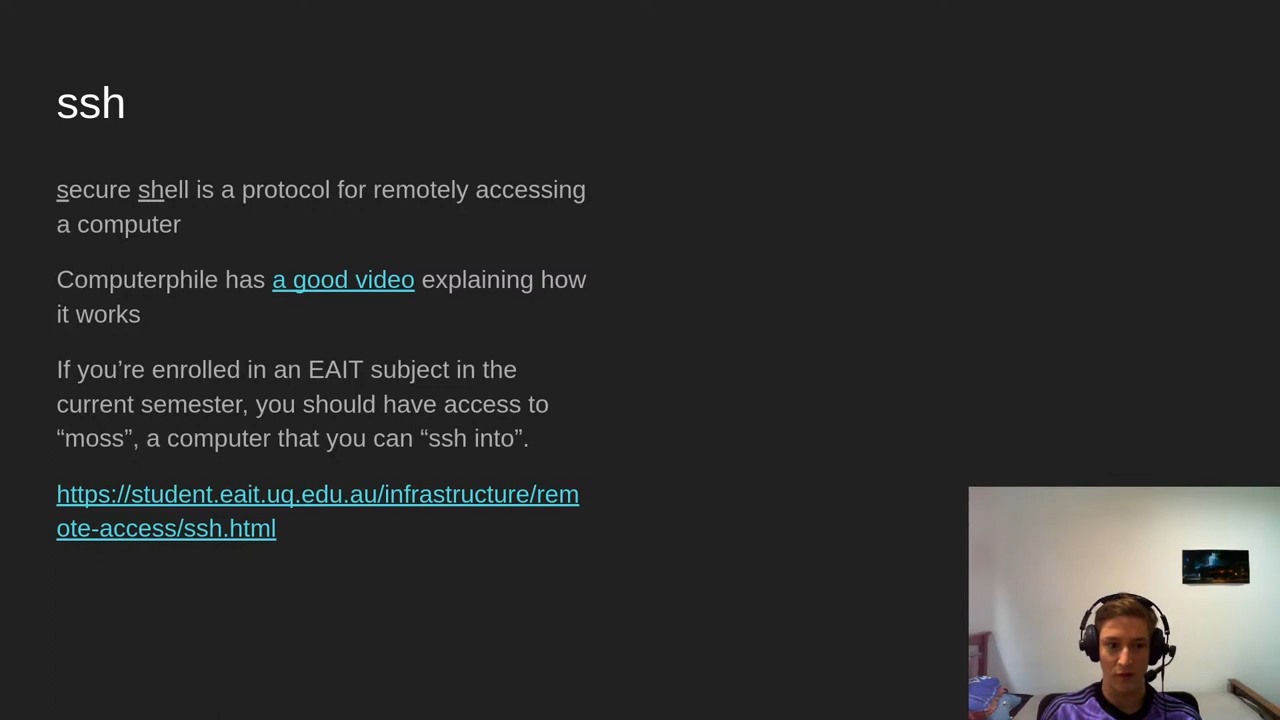 ssh
secure shell is a protocol for remotely accessing
a computer
Computerphile has a good video explaining how
it works
If you’re enrolled in an EAIT subject in the
current semester, you should have access to
“moss”, a computer that you can “ssh into”.
https://student.eait.uq.edu.au/infrastructure/rem
ote-access/ssh.html